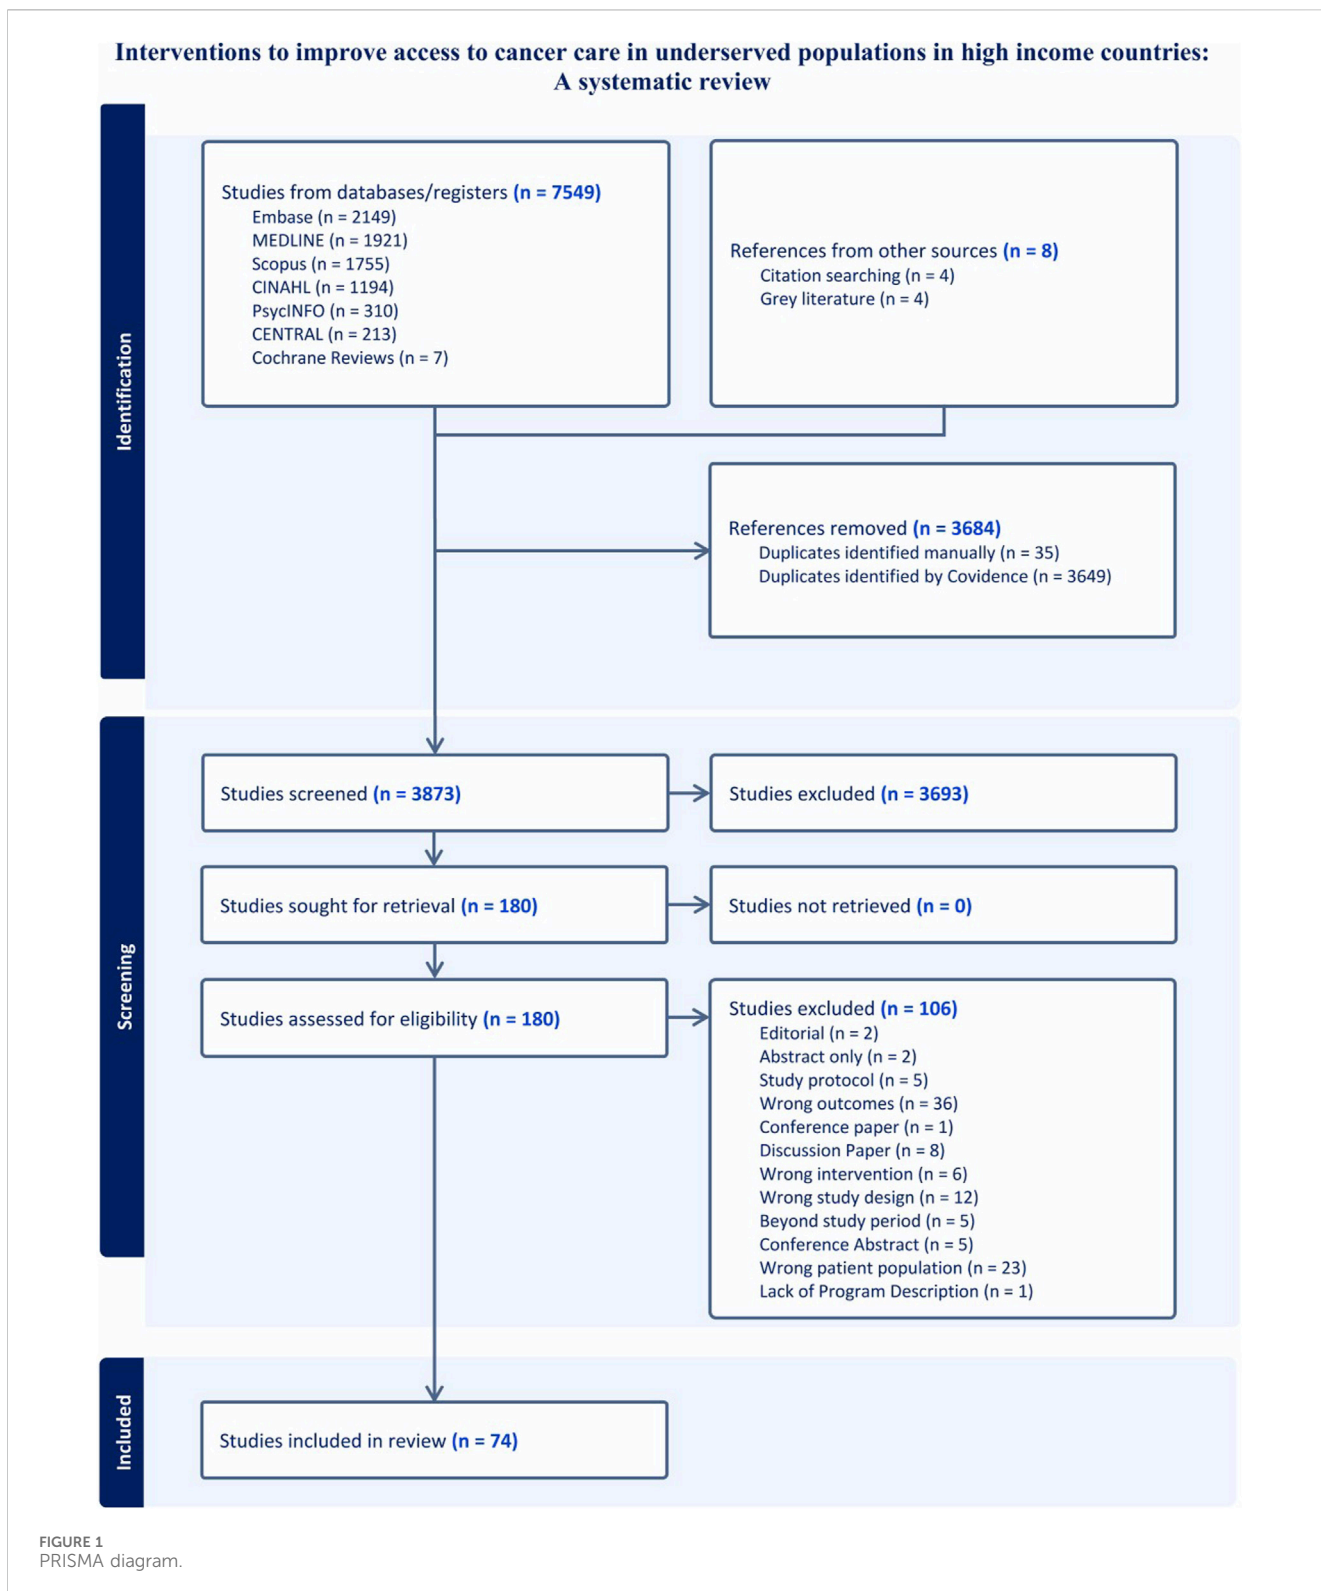 Interventions to improve access to cancer care in underserved populations in high income countries:
A systematic review
Identification
Studies from databases/registers (n = 7549)
Embase (n = 2149)
MEDLINE (n = 1921)
Scopus (n = 1755)
CINAHL (n = 1194)
PsycINFO (n = 310)
CENTRAL (n = 213)
Cochrane Reviews (n = 7)
References from other sources (n = 8)
Citation searching (n = 4)
Grey literature (n = 4)
References removed (n = 3684)
Duplicates identified manually (n = 35)
Duplicates identified by Covidence (n = 3649)
Screening
Studies screened (n = 3873)
Studies excluded (n = 3693)
Studies sought for retrieval (n = 180)
Studies not retrieved (n = 0)
Studies assessed for eligibility (n = 180)
Studies excluded (n = 106)
Editorial (n = 2)
Abstract only (n = 2)
Study protocol (n = 5)
Wrong outcomes (n = 36)
Conference paper (n = 1)
Discussion Paper (n = 8)
Wrong intervention (n = 6)
Wrong study design (n = 12)
Beyond study period (n = 5)
Conference Abstract (n = 5)
Wrong patient population (n = 23)
Lack of Program Description (n = 1)
Included
Studies included in review (n = 74)
FIGURE 1
PRISMA diagram.